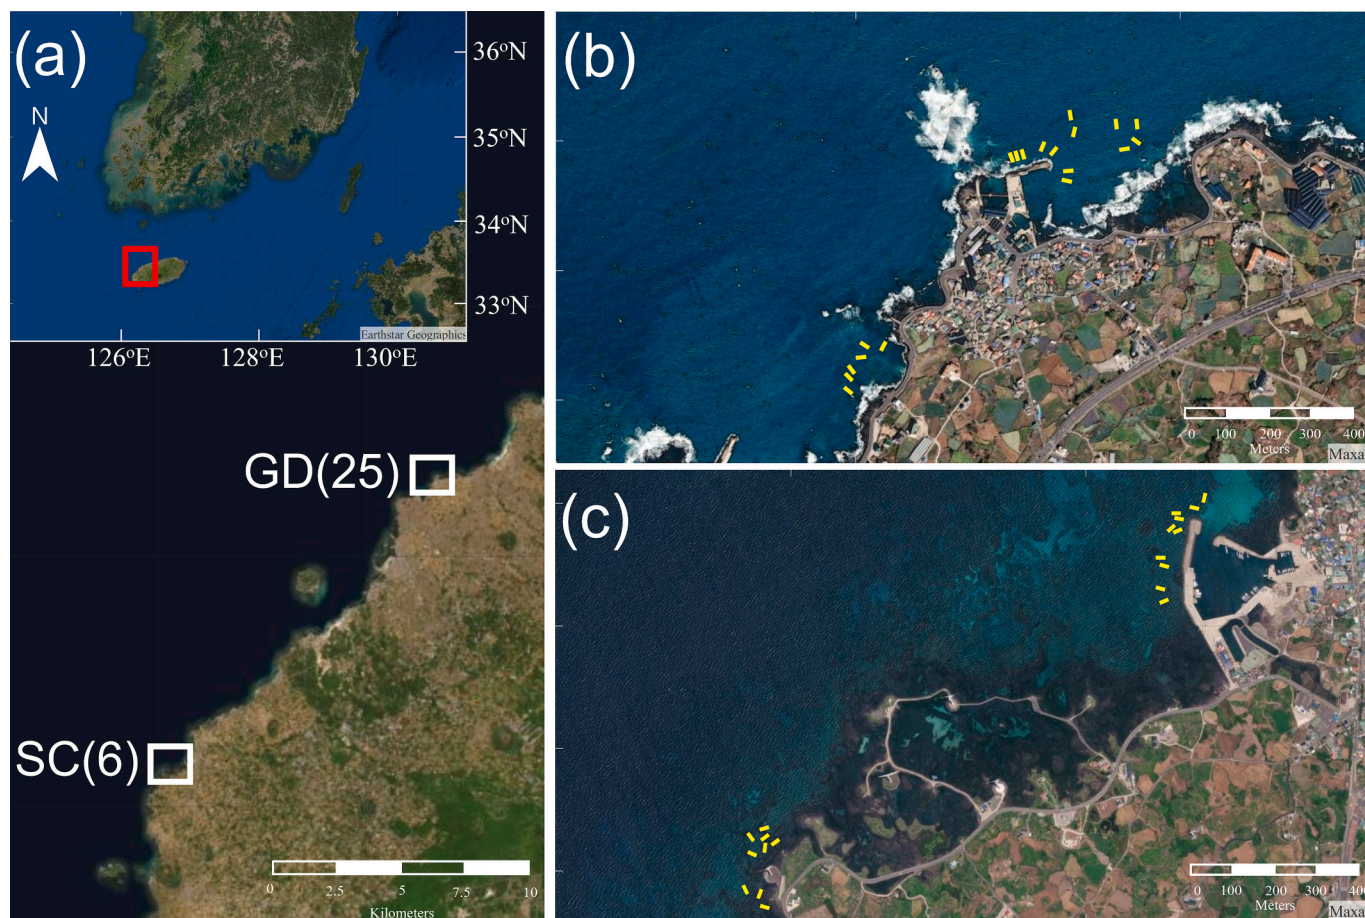 (a)
N
36°N
35°N
34°N
33°N
Earthstar Geographics
126°E
128°E
130°E
GD(25)
SC(6)
0 2.5 5 7.5 10
Kilometers
(b)
0 100 200 300 400
Meters
Maxa
(c)
0 100 200 300 400
Meters
Maxa